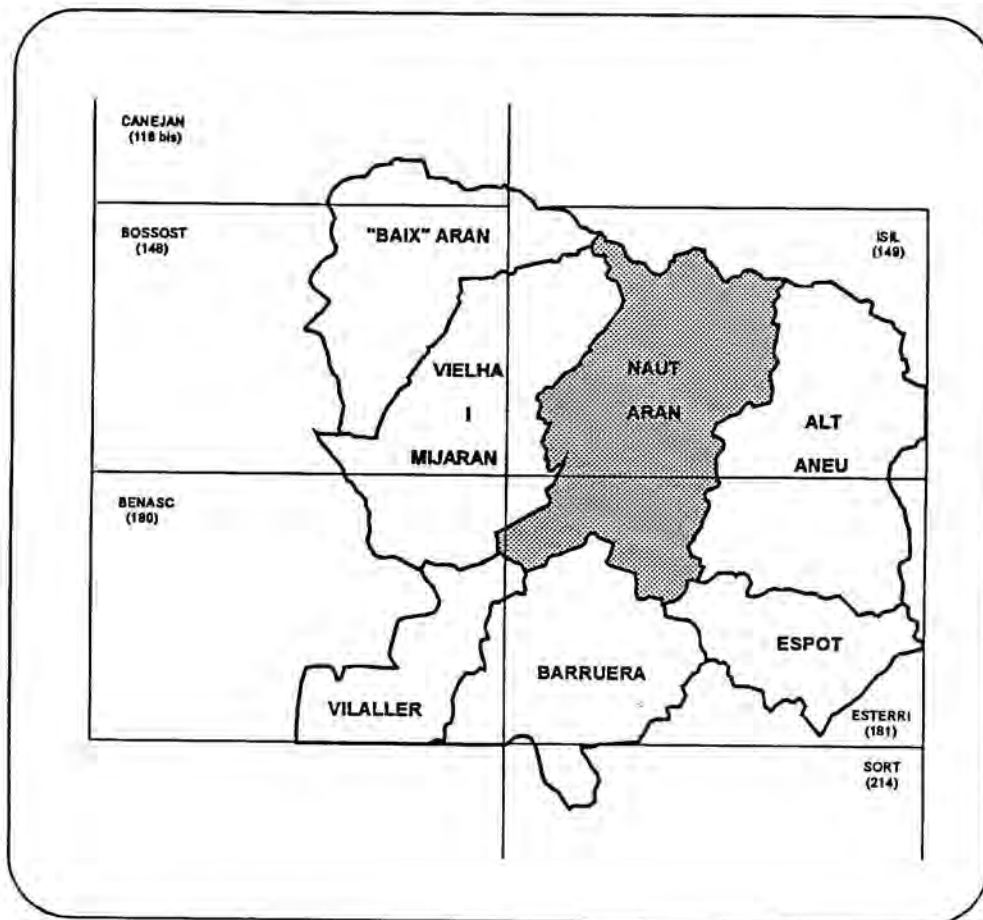 CANEJAN
(118 bis)
BOSSOST
(148)
"BAIX" ARAN
ISIL
(149)
VIELHA
I
MIJARAN
NAUT
ARAN
ALT
ANEU
BENASC
(180)
ESPOT
BARRUERA
VILALLER
ESTERRI
(181)
SORT
(214)